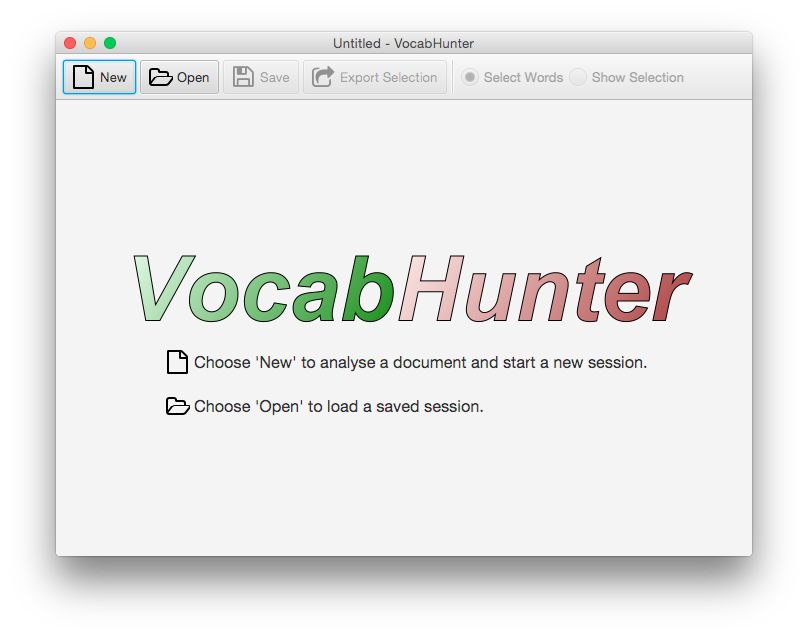 Untitled - VocabHunter
New Open Save Export Selection Select Words Show Selection
VocabHunter
Choose 'New' to analyse a document and start a new session.
Choose 'Open' to load a saved session.